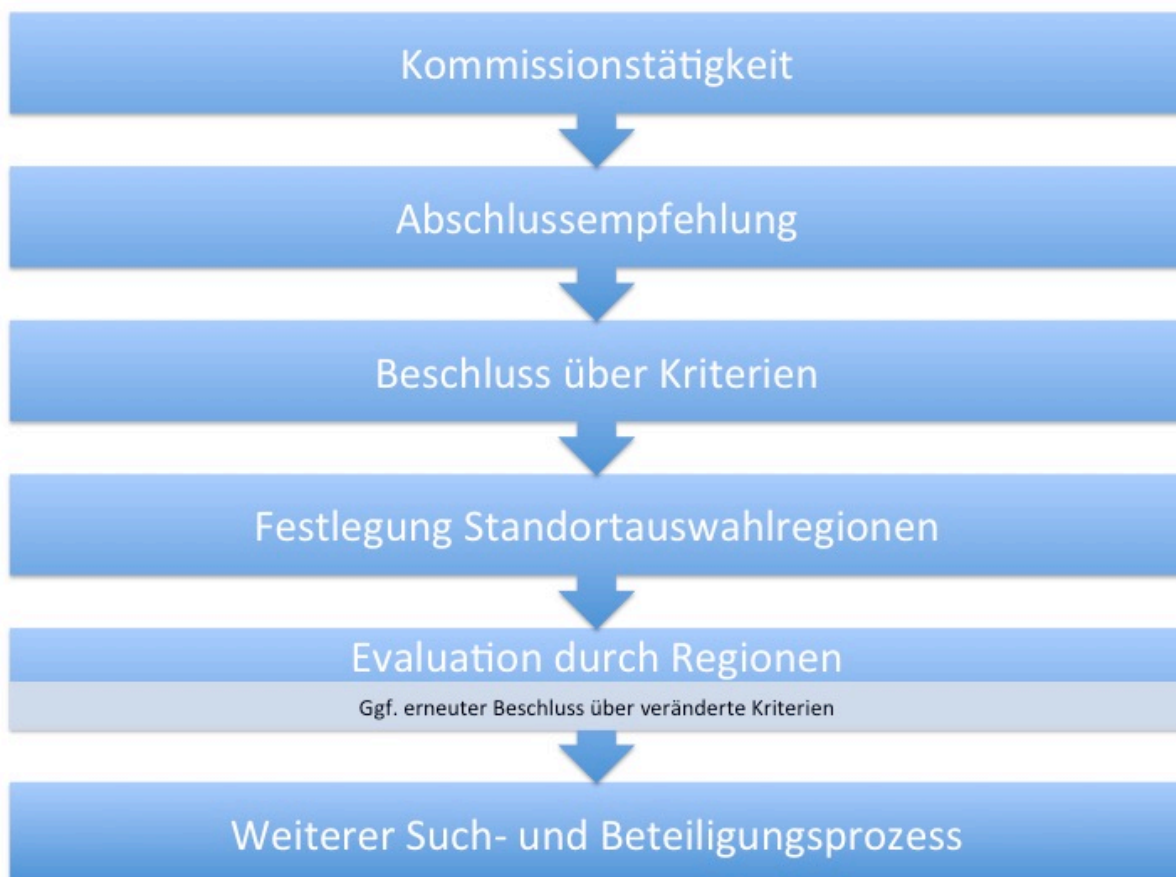 Kommissionstätigkeit
Abschlussempfehlung
Beschluss über Kriterien
Festlegung Standortauswahlregionen
Evaluation durch Regionen
Ggf. erneuter Beschluss über veränderte Kriterien
Weiterer Such- und Beteiligungsprozess